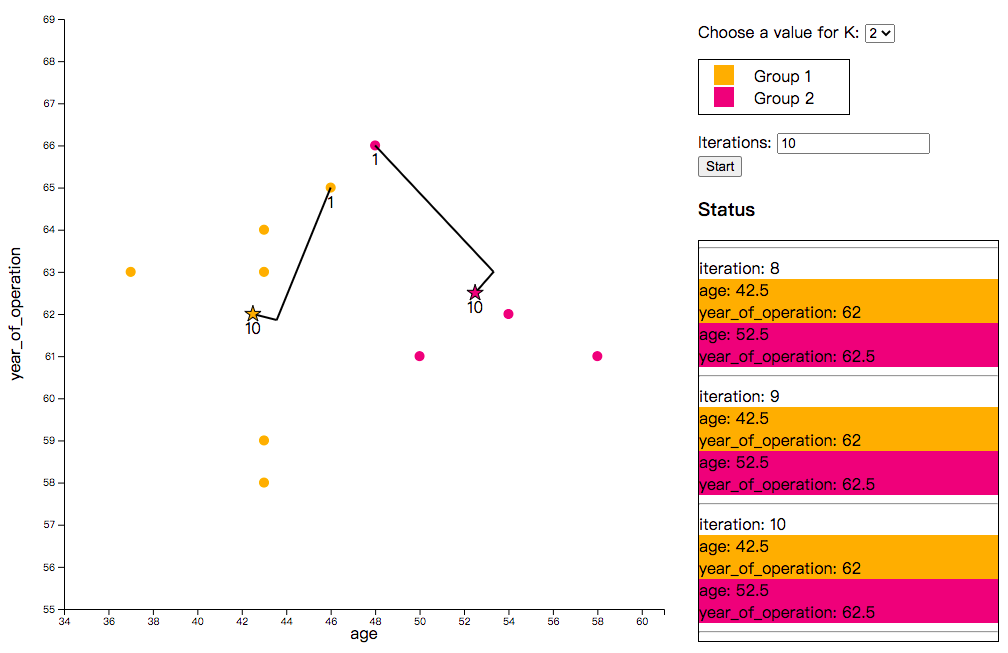 69
68
67
66
65
64
63
62
61
60
59
58
57
56
55
year_of_operation
1
1
10
10
34 36 38 40 42 44 46 48 50 52 54 56 58 60
age
Choose a value for K: 2
Group 1
Group 2
Iterations: 10
Start
Status
iteration: 8
age: 42.5
year_of_operation: 62
age: 52.5
year_of_operation: 62.5
iteration: 9
age: 42.5
year_of_operation: 62
age: 52.5
year_of_operation: 62.5
iteration: 10
age: 42.5
year_of_operation: 62
age: 52.5
year_of_operation: 62.5